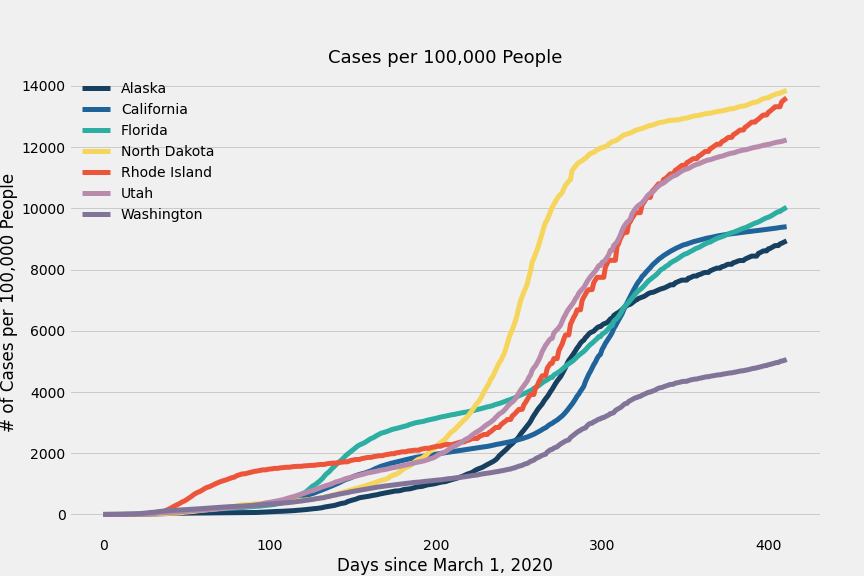 Cases per 100,000 People
# of Cases per 100,000 People
14000
12000
10000
8000
6000
4000
2000
0
Alaska
California
Florida
North Dakota
Rhode Island
Utah
Washington
0 100 200 300 400
Days since March 1, 2020